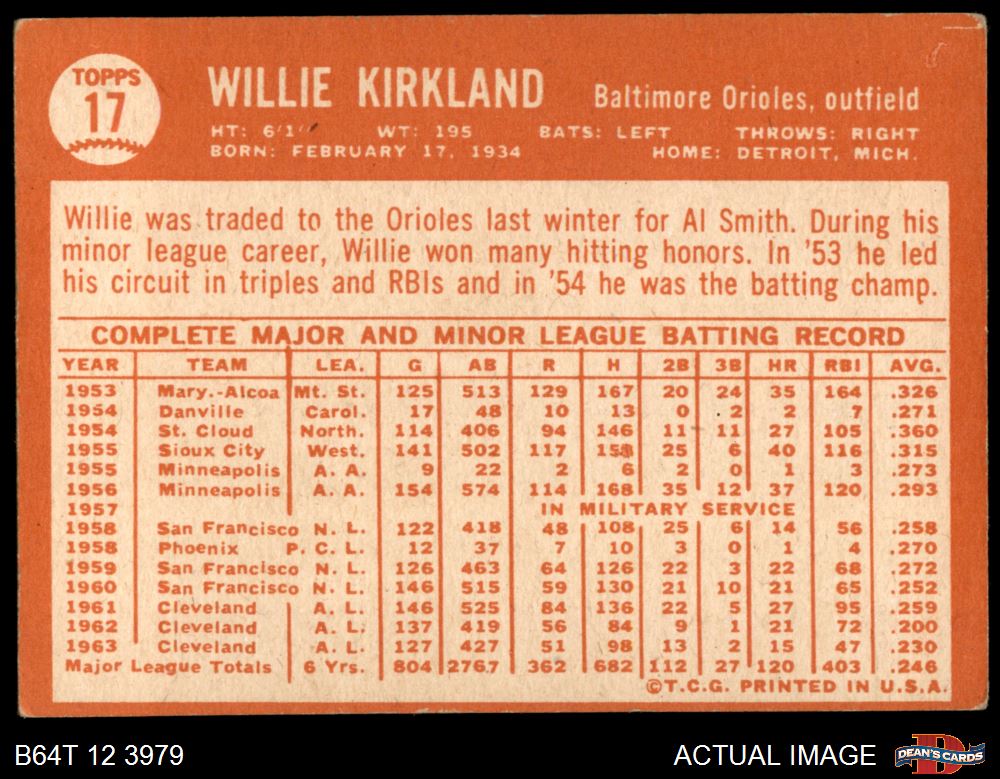 TOPPS
17
WILLIE KIRKLAND Baltimore Orioles, outfield
HT: 6'1" WT: 195 BATS: LEFT THROWS: RIGHT
BORN: FEBRUARY 17, 1934 HOME: DETROIT, MICH.
Willie was traded to the Orioles last winter for Al Smith. During his
minor league career, Willie won many hitting honors. In '53 he led
his circuit in triples and RBIs and in '54 he was the batting champ.
COMPLETE MAJOR AND MINOR LEAGUE BATTING RECORD
YEAR TEAM LEA. G AB R H 2B 3B HR RBI AVG.
1953 Mary.-Alcoa Mt. St. 125 513 129 167 20 24 35 164 .326
1954 Danville Carol. 17 48 10 13 0 2 2 7 .271
1954 St. Cloud North. 114 406 94 146 11 11 27 105 .360
1955 Sioux City West. 141 502 117 25 6 40 116 .315
1955 Minneapolis A. A. 9 22 2 6 2 0 1 3 .273
1956 Minneapolis A. A. 154 574 114 168 35 12 37 120 .293
1957 IN MILITARY SERVICE
1958 San Francisco N. L. 122 418 48 108 25 6 14 56 .258
1958 Phoenix P. C. L. 12 37 7 10 3 0 1 4 .270
1959 San Francisco N. L. 126 463 64 126 22 3 22 68 .272
1960 San Francisco N. L. 146 515 59 130 21 10 21 65 .252
1961 Cleveland A. L. 146 525 84 136 22 5 27 95 .259
1962 Cleveland A. L. 137 419 56 84 9 1 21 72 .200
1963 Cleveland A. L. 127 427 51 98 13 2 15 47 .230
Major League Totals 6 Yrs. 804 2767 362 682 112 27 120 403 .246
©T.C.G. PRINTED IN U.S.A.
B64T 12 3979 ACTUAL IMAGE DEAN'S CARDS